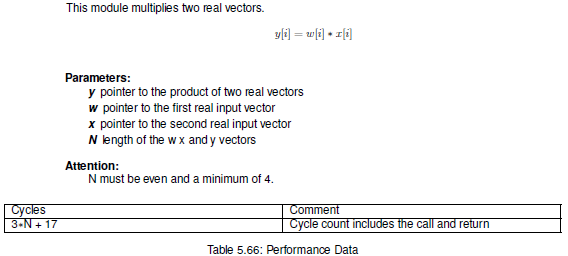 This module multiplies two real vectors.
y[i] = w[i] * x[i]
Parameters:
y pointer to the product of two real vectors
w pointer to the first real input vector
x pointer to the second real input vector
N length of the w x and y vectors
Attention:
N must be even and a minimum of 4.
Cycles Comment
3*N + 17 Cycle count includes the call and return
Table 5.66: Performance Data